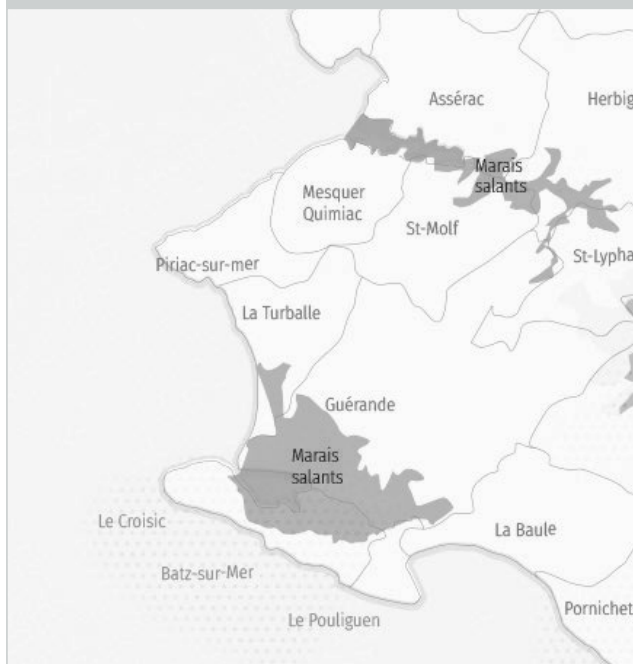 Assérac
Herbig
Marais
salants
Mesquer
Quimiac
St-Molf
Piriac-sur-mer
St-Lypha
La Turballe
Guérande
Marais
salants
Le Croisic
La Baule
Batz-sur-Mer
Pornichet
Le Pouliguen